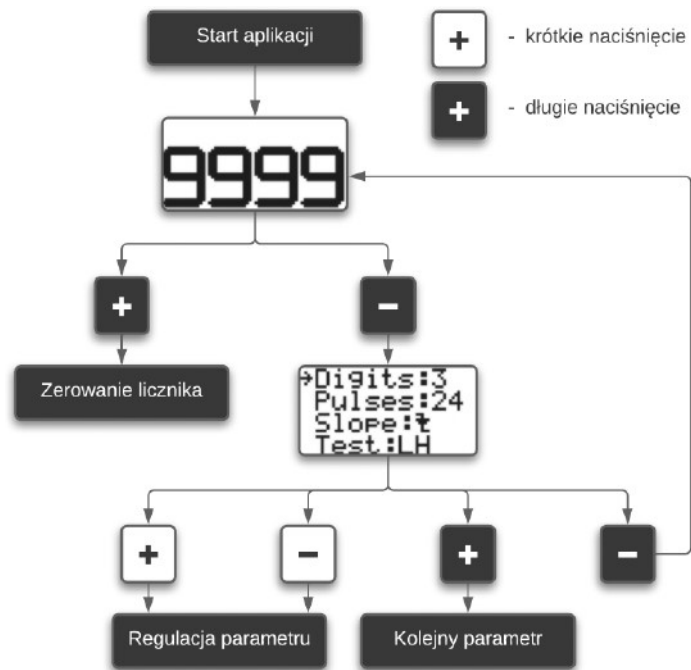 Start aplikacji
+ - krótkie naciśnięcie
+ - długie naciśnięcie
9999
+ −
Zerowanie licznika
→Digits:3
Pulses:24
Slope:
Test:LH
+ − + −
Regulacja parametru Kolejny parametr